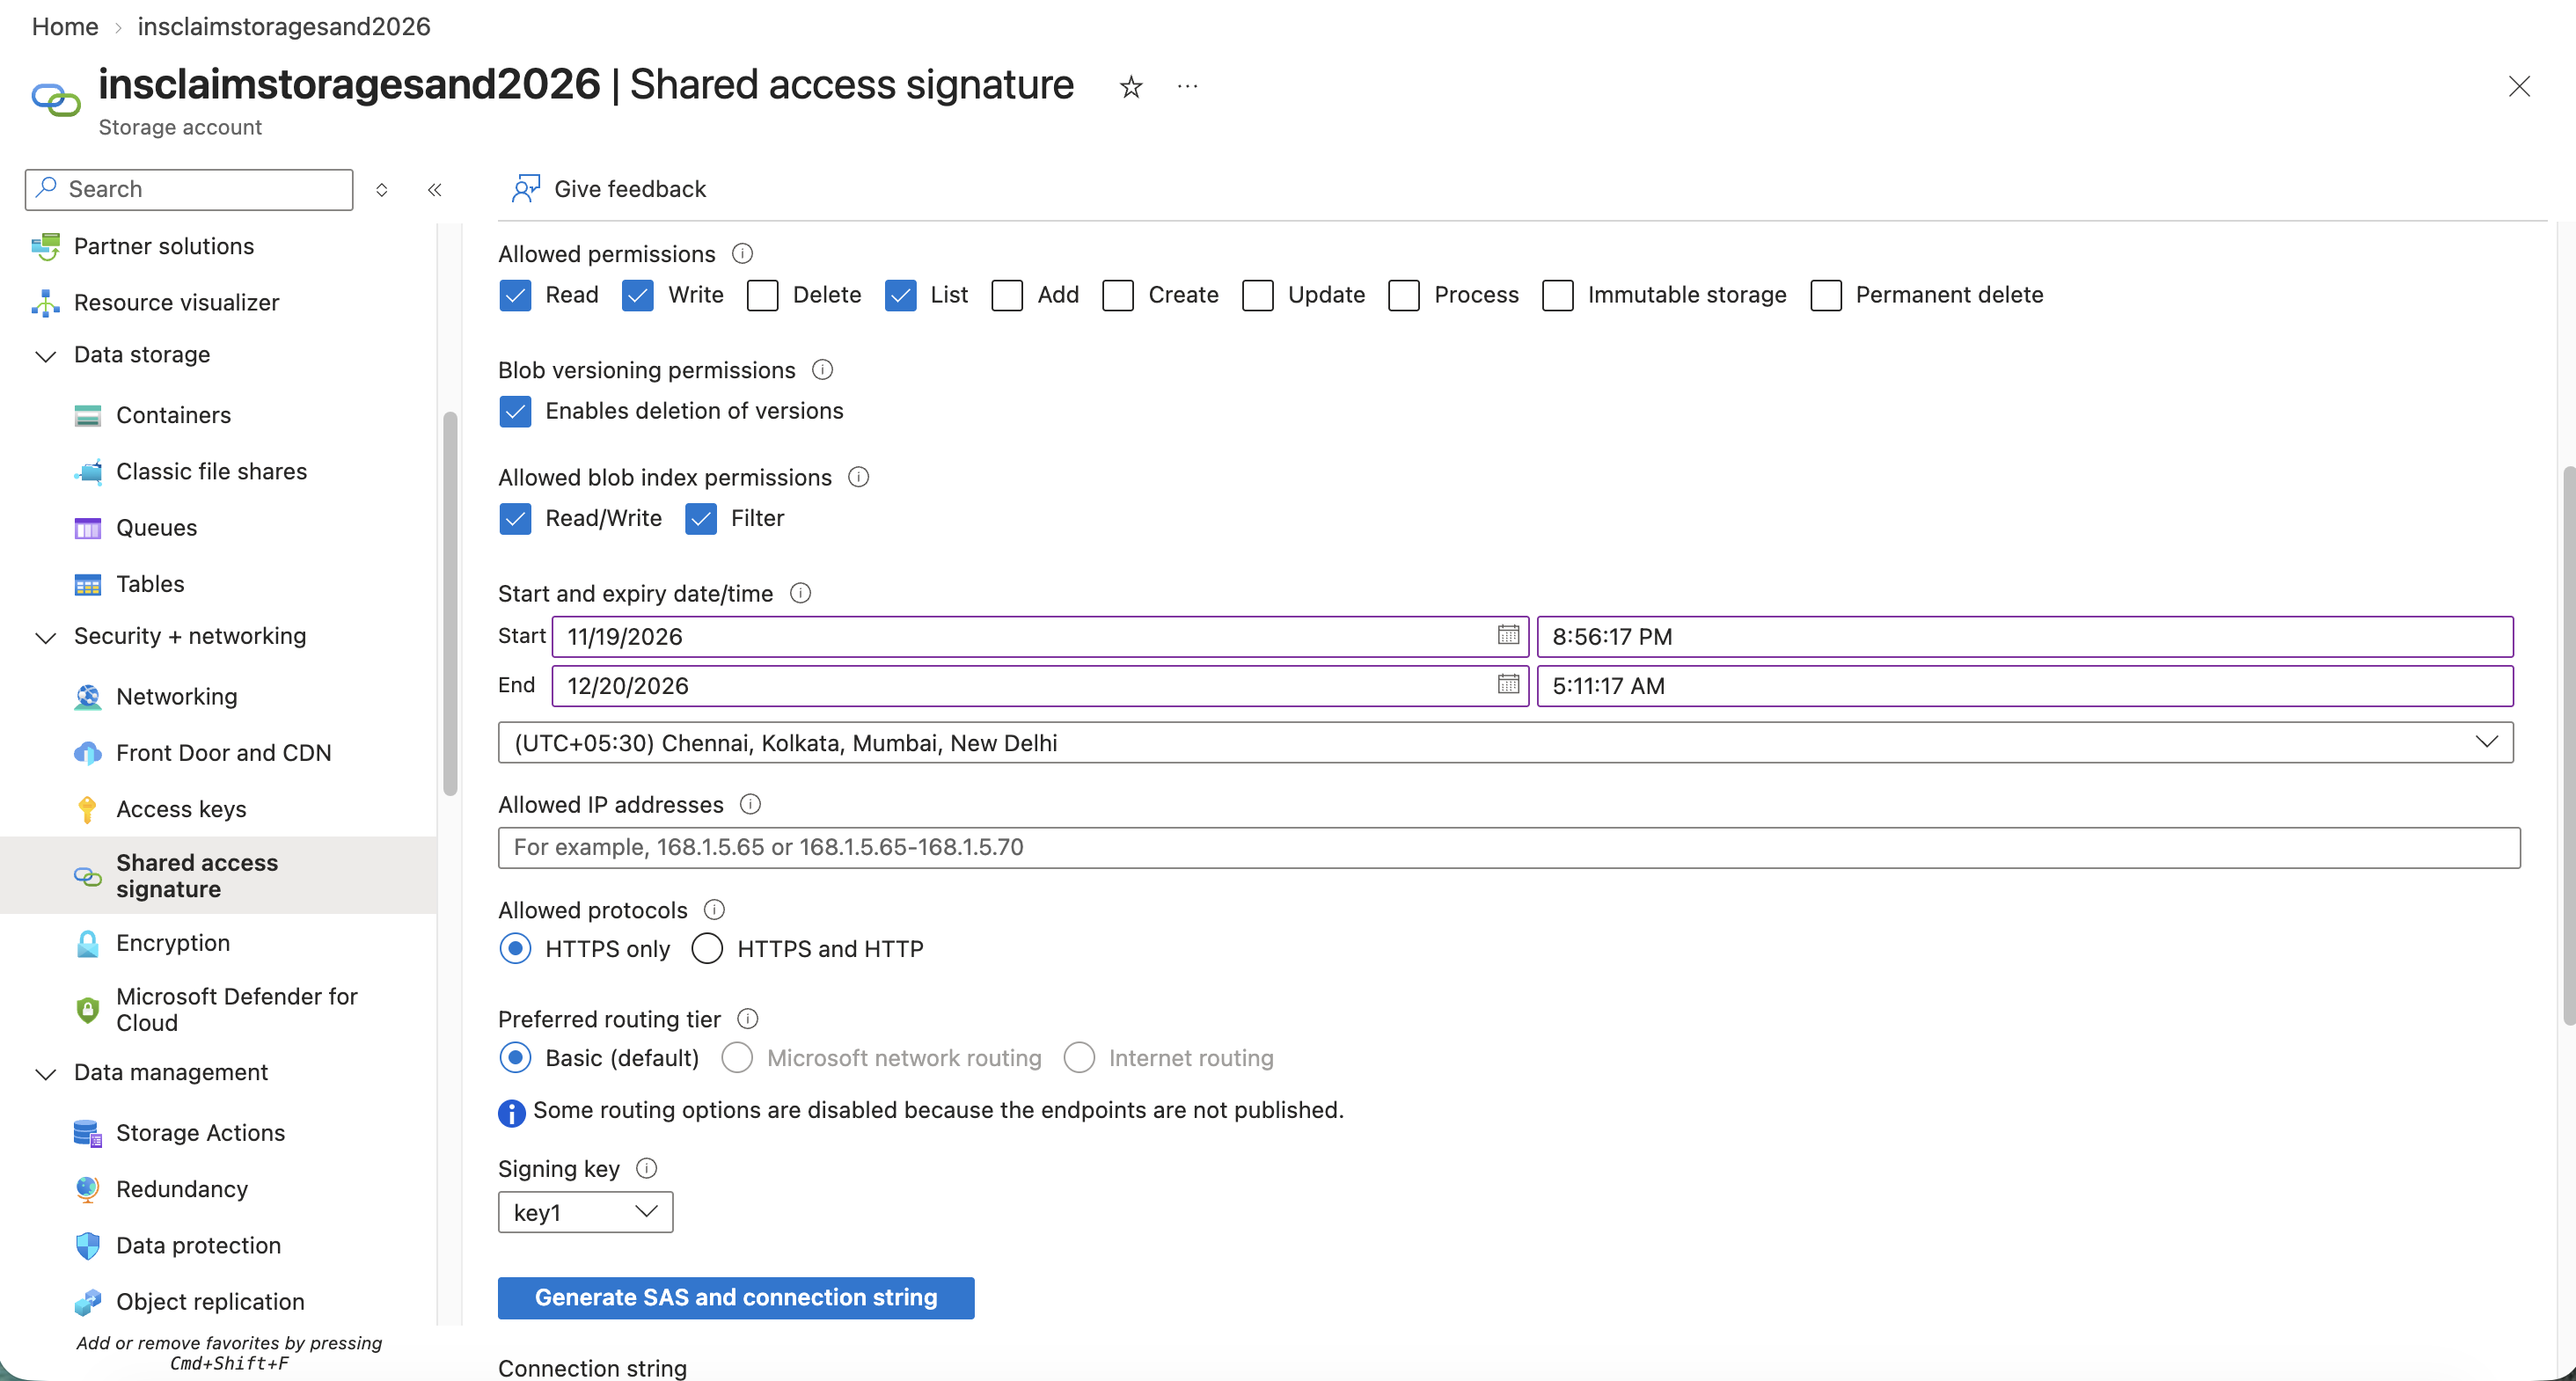 Home > insclaimstoragesand2026
insclaimstoragesand2026 | Shared access signature
Storage account
Search
Give feedback
Partner solutions
Resource visualizer
Data storage
Containers
Classic file shares
Queues
Tables
Security + networking
Networking
Front Door and CDN
Access keys
Shared access
signature
Encryption
Microsoft Defender for
Cloud
Data management
Storage Actions
Redundancy
Data protection
Object replication
Add or remove favorites by pressing
Cmd+Shift+F
Allowed permissions
Read Write Delete List Add Create Update Process Immutable storage Permanent delete
Blob versioning permissions
Enables deletion of versions
Allowed blob index permissions
Read/Write Filter
Start and expiry date/time
Start 11/19/2026 8:56:17 PM
End 12/20/2026 5:11:17 AM
(UTC+05:30) Chennai, Kolkata, Mumbai, New Delhi
Allowed IP addresses
For example, 168.1.5.65 or 168.1.5.65-168.1.5.70
Allowed protocols
HTTPS only HTTPS and HTTP
Preferred routing tier
Basic (default) Microsoft network routing Internet routing
Some routing options are disabled because the endpoints are not published.
Signing key
key1
Generate SAS and connection string
Connection string